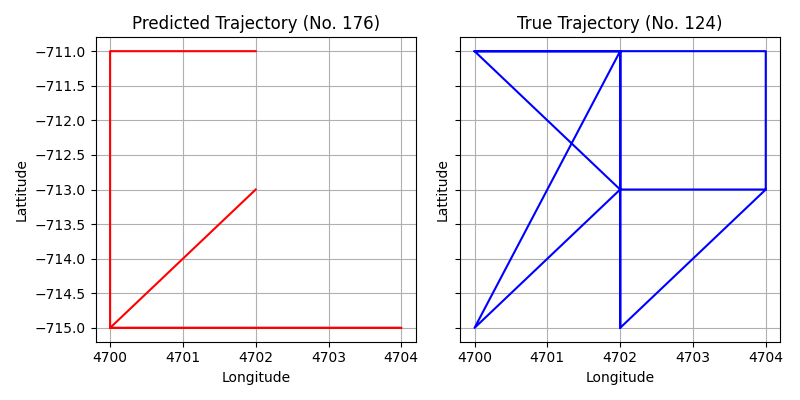 Predicted Trajectory (No. 176)
True Trajectory (No. 124)
Lattitude
−711.0
−711.5
−712.0
−712.5
−713.0
−713.5
−714.0
−714.5
−715.0
4700 4701 4702 4703 4704
Longitude
Lattitude
4700 4701 4702 4703 4704
Longitude